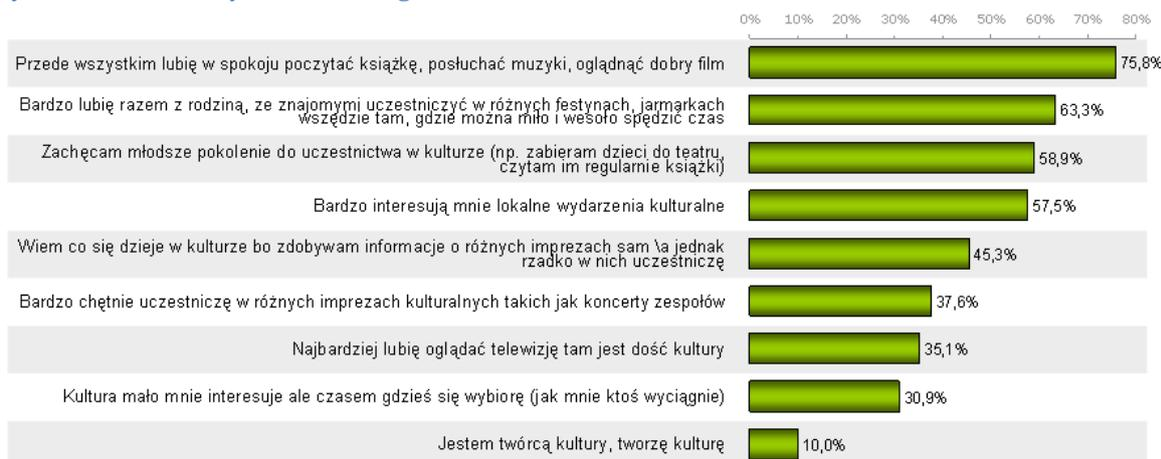 0% 10% 20% 30% 40% 50% 60% 70% 80%
Przede wszystkim lubię w spokoju poczytać książkę, posłuchać muzyki, oglądnąć dobry film 75,8%
Bardzo lubię razem z rodziną, ze znajomymi uczestniczyć w różnych festynach, jarmarkach
wszędzie tam, gdzie można miło i wesoło spędzić czas 63,3%
Zachęcam młodsze pokolenie do uczestnictwa w kulturze (np. zabieram dzieci do teatru,
czytam im regularnie książki) 58,9%
Bardzo interesują mnie lokalne wydarzenia kulturalne 57,5%
Wiem co się dzieje w kulturze bo zdobywam informacje o różnych imprezach sam \a jednak
rzadko w nich uczestniczę 45,3%
Bardzo chętnie uczestniczę w różnych imprezach kulturalnych takich jak koncerty zespołów 37,6%
Najbardziej lubię oglądać telewizję tam jest dość kultury 35,1%
Kultura mało mnie interesuje ale czasem gdzieś się wybiorę (jak mnie ktoś wyciągnie) 30,9%
Jestem twórcą kultury, tworzę kulturę 10,0%